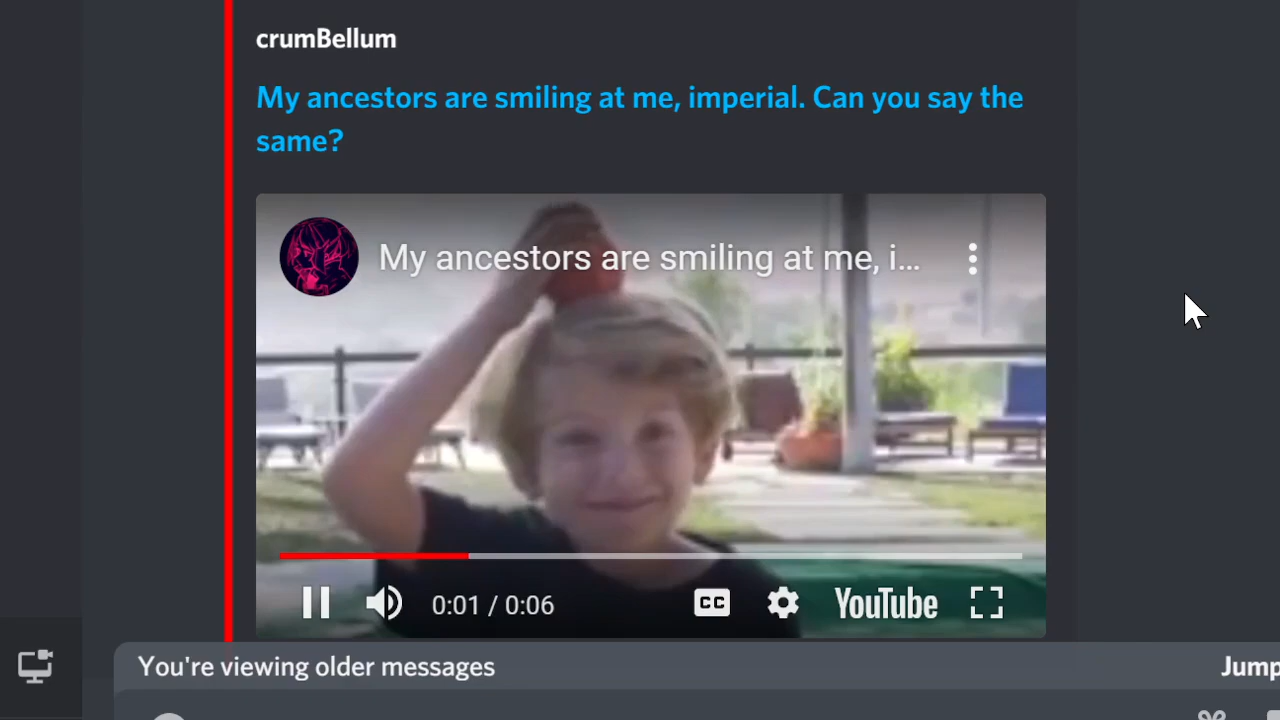 crumBellum
My ancestors are smiling at me, imperial. Can you say the
same?
My ancestors are smiling at me, i...
0:01 / 0:06
CC
YouTube
You're viewing older messages
Jump